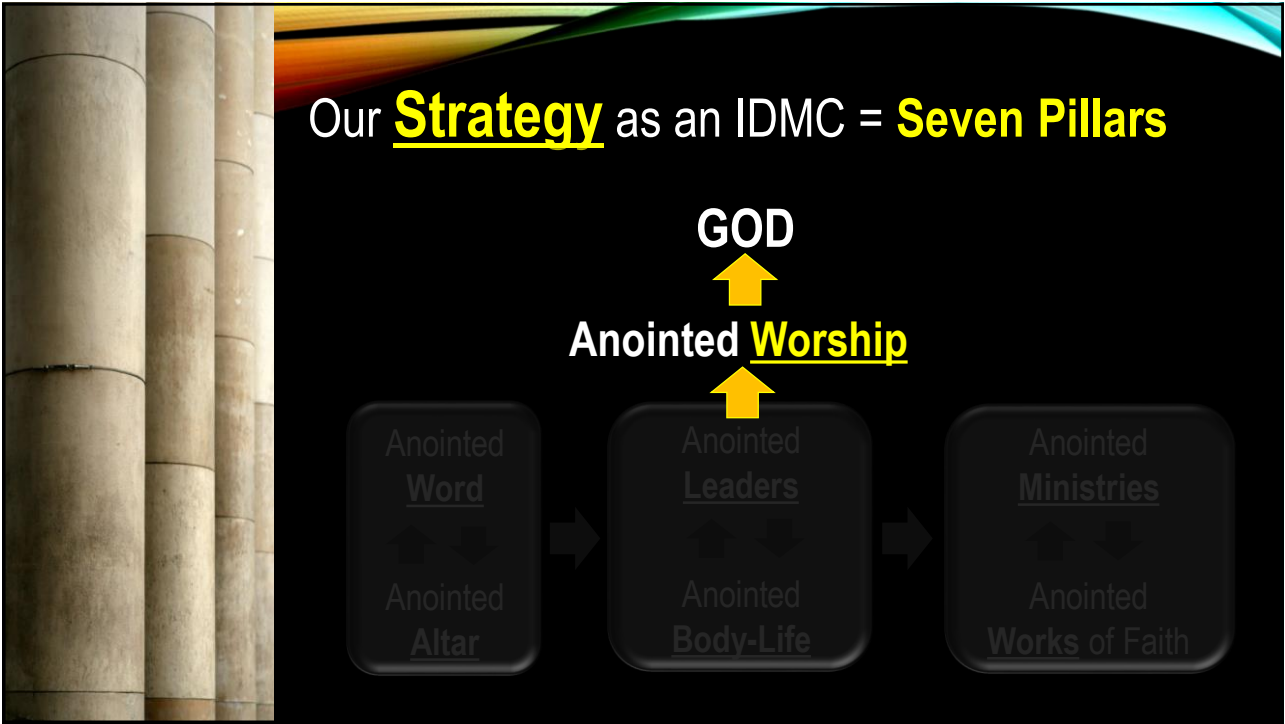 Our Strategy as an IDMC = Seven Pillars
GOD
Anointed Worship
Anointed
Word
Anointed
Altar
Anointed
Leaders
Anointed
Body-Life
Anointed
Ministries
Anointed
Works of Faith